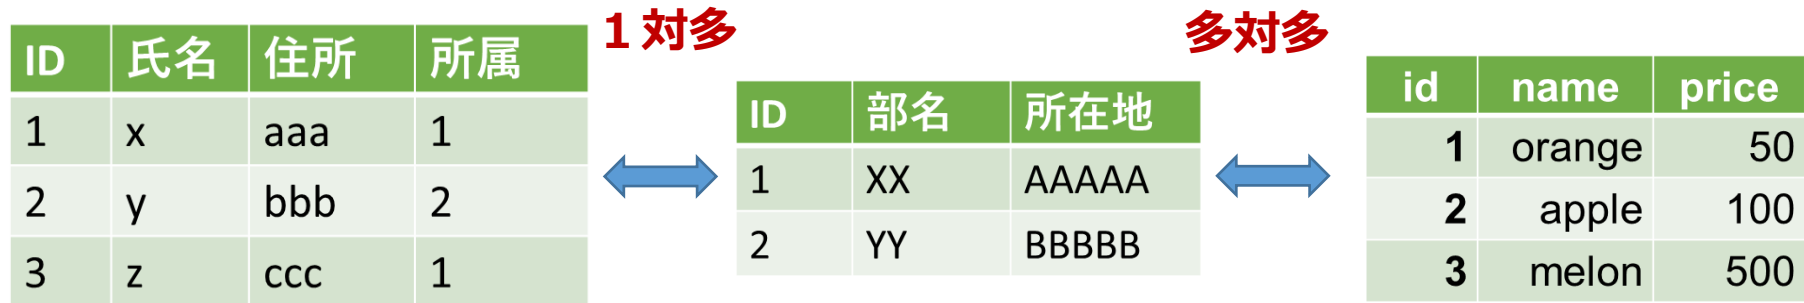 1 対多
多対多
ID 氏名 住所 所属
1 x aaa 1
2 y bbb 2
3 z ccc 1
ID 部名 所在地
1 XX AAAAA
2 YY BBBBB
id name price
1 orange 50
2 apple 100
3 melon 500